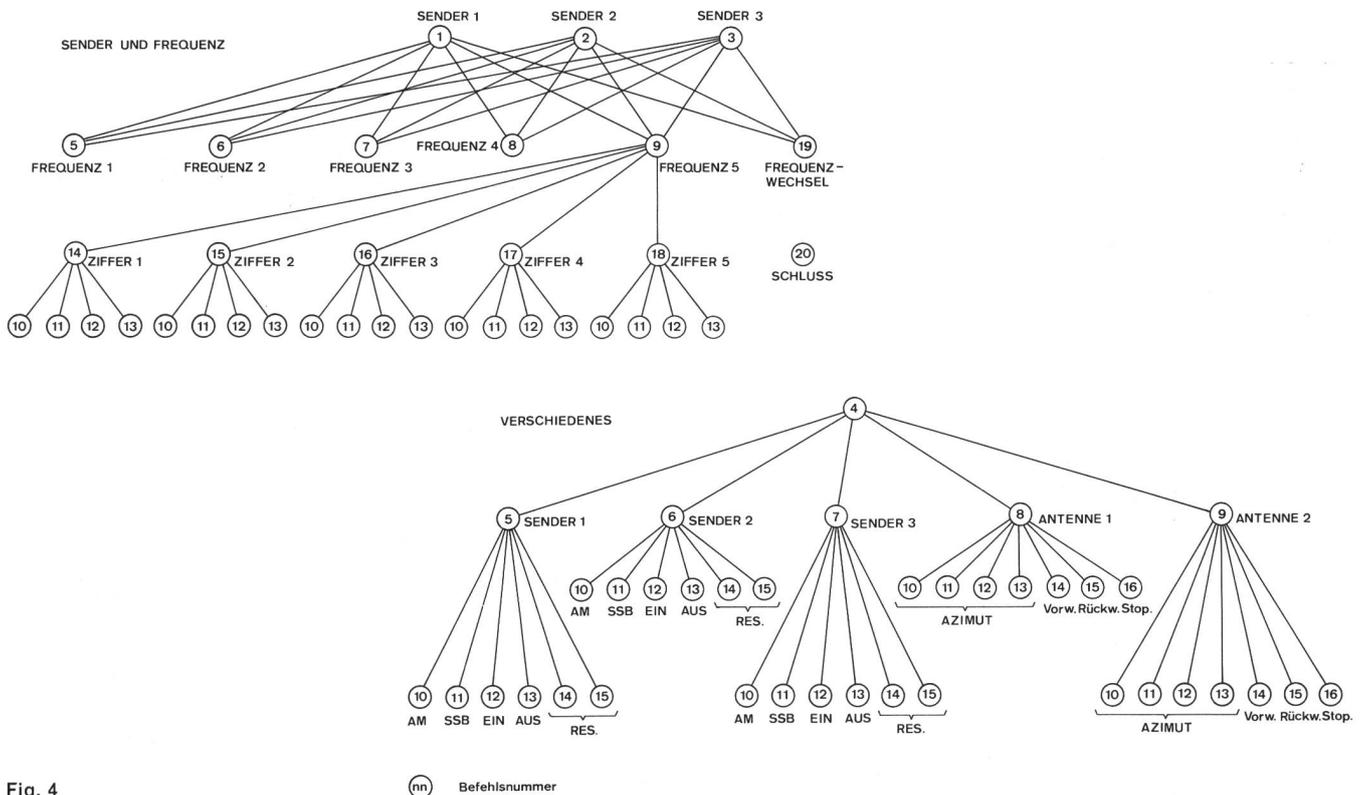 SENDER 1 SENDER 2 SENDER 3
SENDER UND FREQUENZ
1 2 3
5 6 7 FREQUENZ 4 8 9 19
FREQUENZ 1 FREQUENZ 2 FREQUENZ 3 FREQUENZ 5 FREQUENZ-
WECHSEL
14 ZIFFER 1 15 ZIFFER 2 16 ZIFFER 3 17 ZIFFER 4 18 ZIFFER 5 20
SCHLUSS
10 11 12 13 10 11 12 13 10 11 12 13 10 11 12 13 10 11 12 13
VERSCHIEDENES
4
5 SENDER 1 6 SENDER 2 7 SENDER 3 8 ANTENNE 1 9 ANTENNE 2
10 11 12 13 14 15
AM SSB EIN AUS RES.
10 11 12 13 14 15 16
AZIMUT Vorw. Rückw. Stop.
10 11 12 13 14 15
AM SSB EIN AUS RES.
10 11 12 13 14 15
AM SSB EIN AUS RES.
10 11 12 13 14 15 16
AZIMUT Vorw. Rückw. Stop.
nn Befehlsnummer
Fig. 4